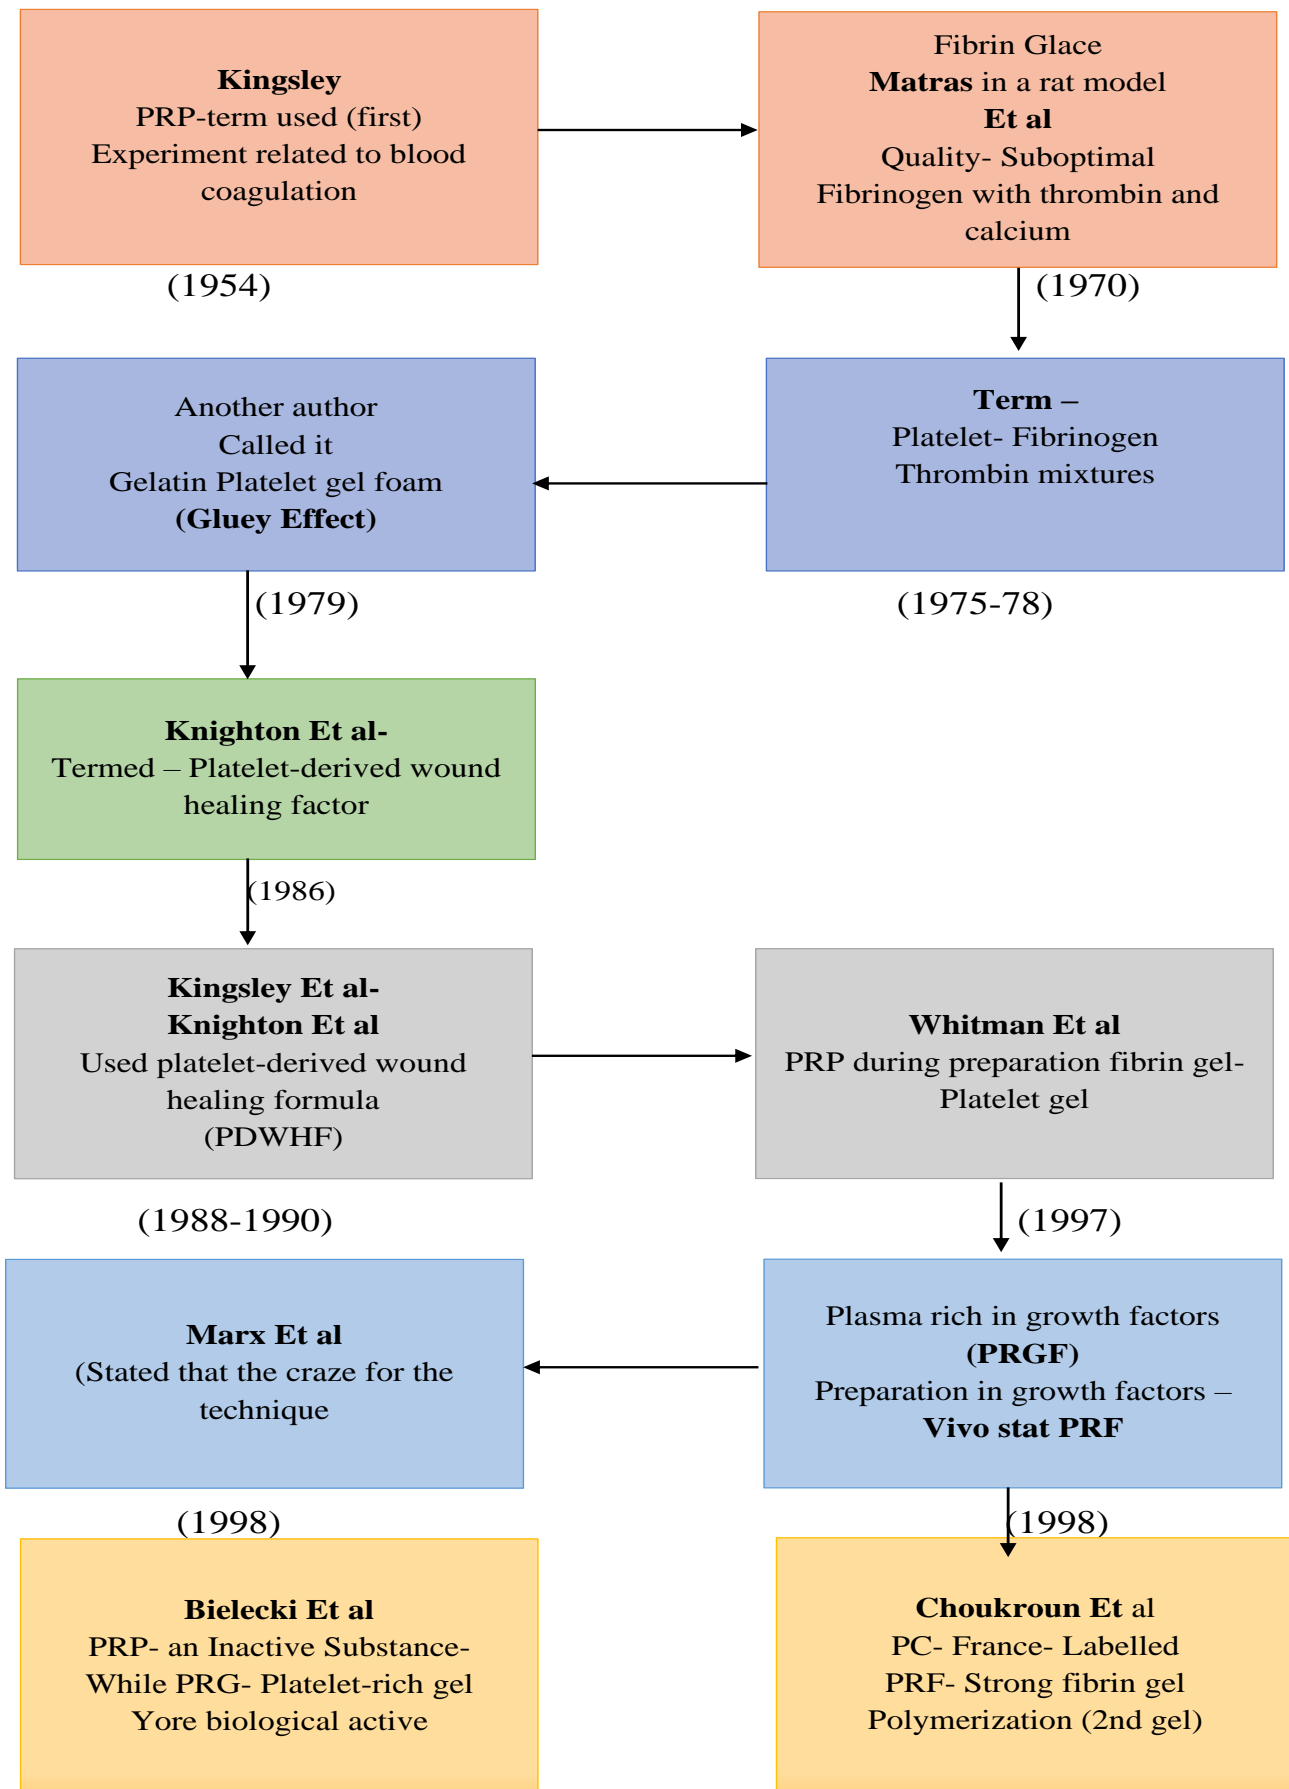 Kingsley
PRP-term used (first)
Experiment related to blood
coagulation
(1954)
Fibrin Glace
Matras in a rat model
Et al
Quality- Suboptimal
Fibrinogen with thrombin and
calcium
(1970)
Term –
Platelet- Fibrinogen
Thrombin mixtures
(1975-78)
Another author
Called it
Gelatin Platelet gel foam
(Gluey Effect)
(1979)
Knighton Et al-
Termed – Platelet-derived wound
healing factor
(1986)
Kingsley Et al-
Knighton Et al
Used platelet-derived wound
healing formula
(PDWHF)
(1988-1990)
Whitman Et al
PRP during preparation fibrin gel-
Platelet gel
(1997)
Plasma rich in growth factors
(PRGF)
Preparation in growth factors –
Vivo stat PRF
(1998)
Marx Et al
(Stated that the craze for the
technique
(1998)
Bielecki Et al
PRP- an Inactive Substance-
While PRG- Platelet-rich gel
Yore biological active
Choukroun Et al
PC- France- Labelled
PRF- Strong fibrin gel
Polymerization (2nd gel)